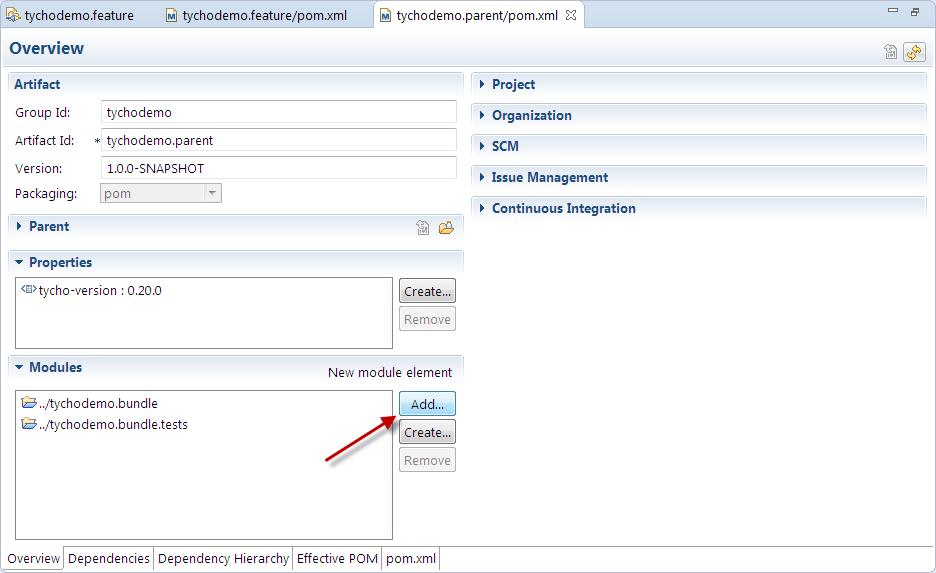 tychodemo.feature
tychodemo.feature/pom.xml
tychodemo.parent/pom.xml
Overview
Artifact
Group Id: tychodemo
Artifact Id: * tychodemo.parent
Version: 1.0.0-SNAPSHOT
Packaging: pom
Parent
Properties
tycho-version : 0.20.0
Create...
Remove
Modules
New module element
../tychodemo.bundle
../tychodemo.bundle.tests
Add...
Create...
Remove
Project
Organization
SCM
Issue Management
Continuous Integration
Overview
Dependencies
Dependency Hierarchy
Effective POM
pom.xml